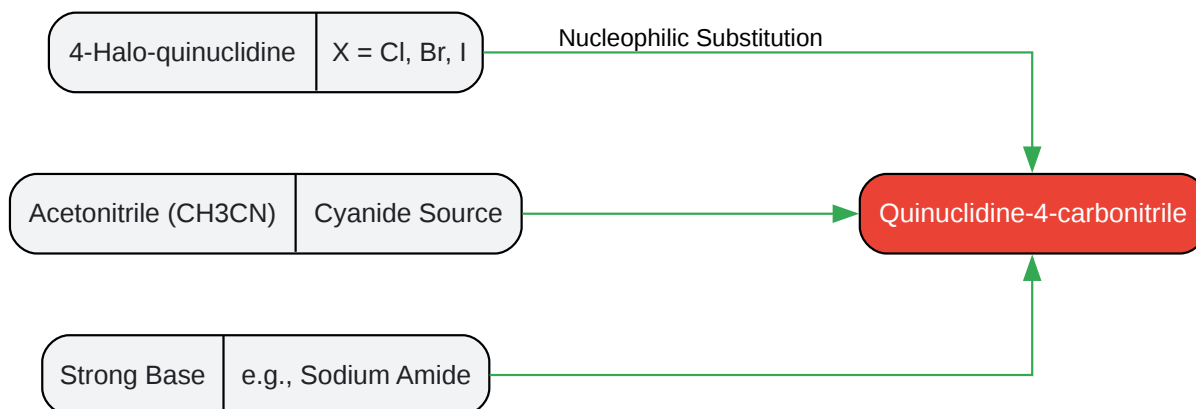 Nucleophilic Substitution
4-Halo-quinuclidine X = Cl, Br, I
Acetonitrile (CH3CN) Cyanide Source
Quinuclidine-4-carbonitrile
Strong Base e.g., Sodium Amide